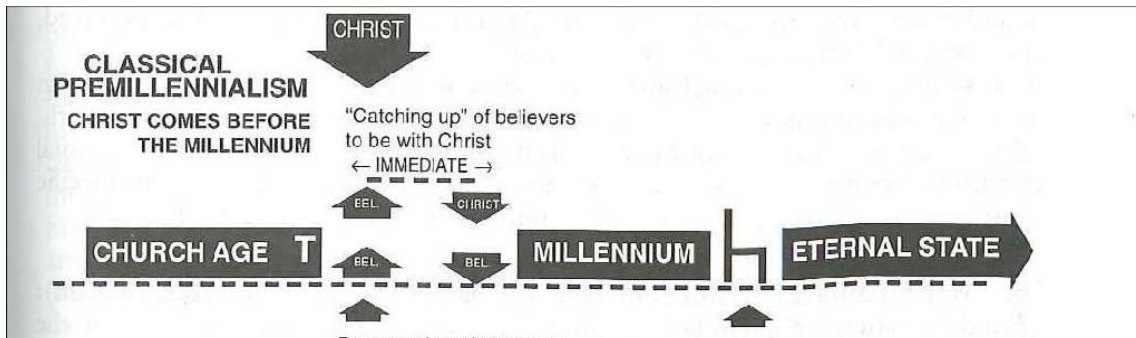 CHRIST
CLASSICAL
PREMILLENNIALISM
CHRIST COMES BEFORE
THE MILLENNIUM
"Catching up" of believers
to be with Christ
← IMMEDIATE →
BEL.
CHRIST
CHURCH AGE T
BEL.
BEL.
MILLENNIUM
ETERNAL STATE